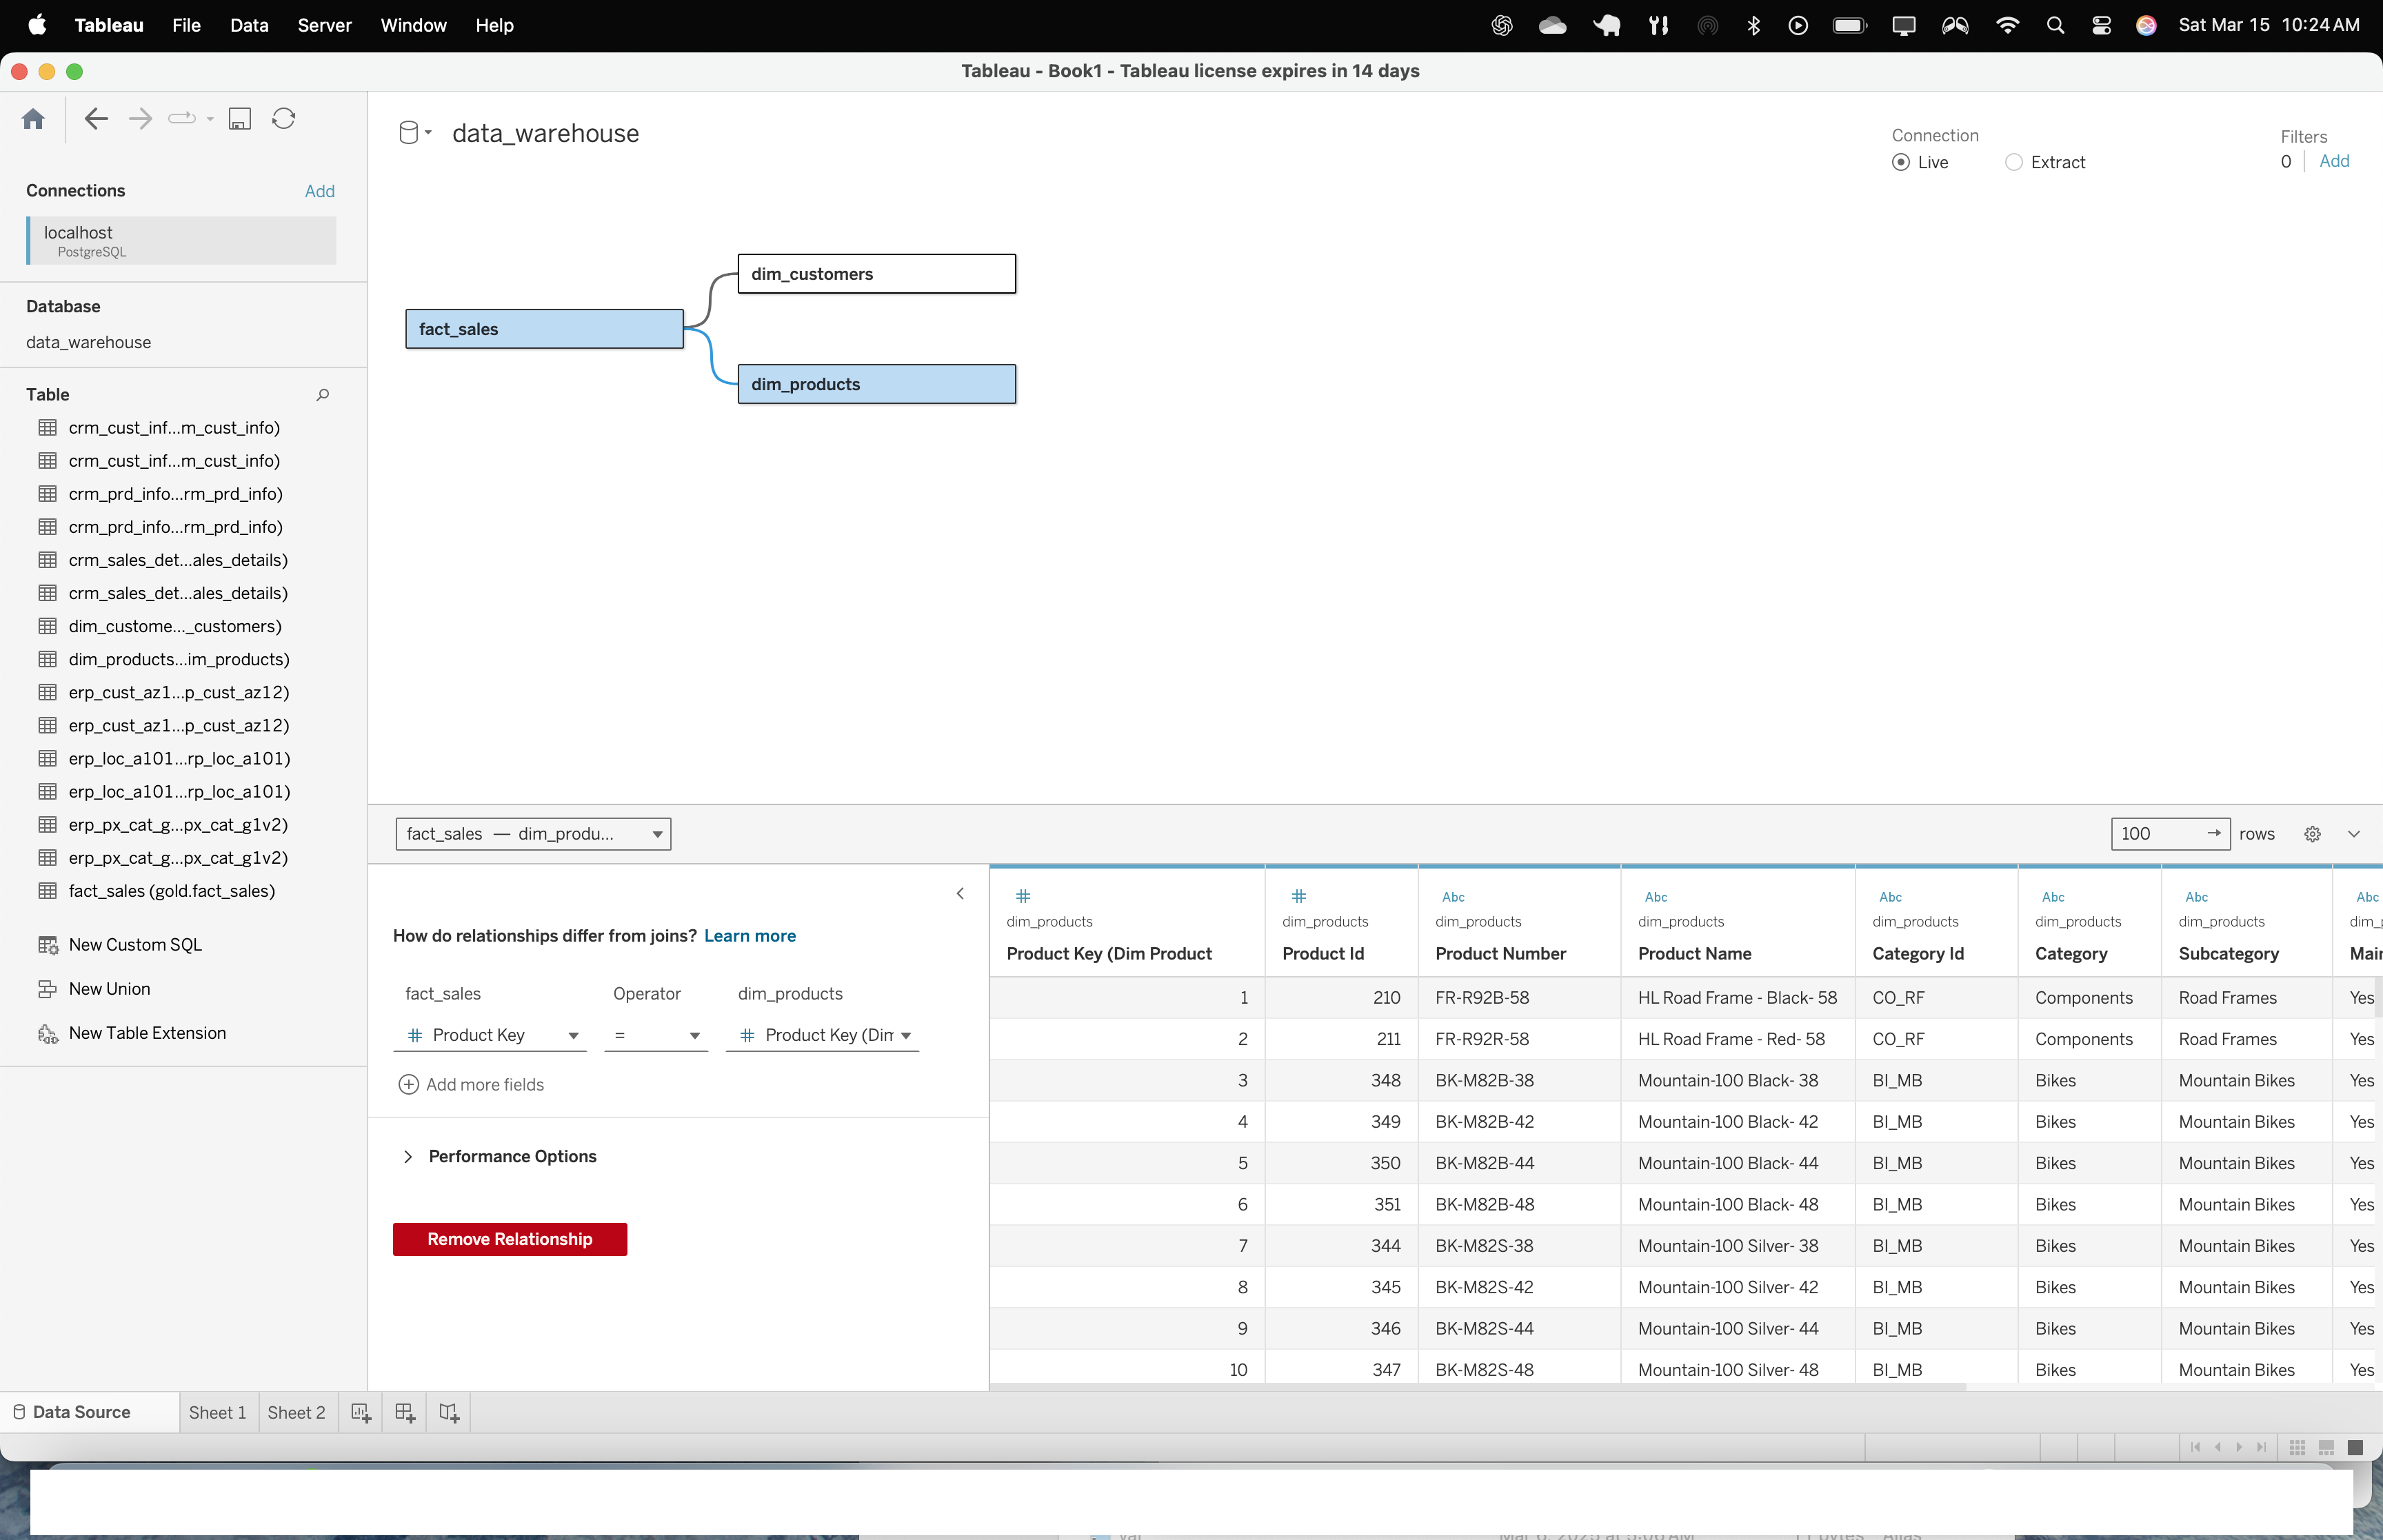 Tableau File Data Server Window Help Sat Mar 15 10:24 AM
Tableau - Book1 - Tableau license expires in 14 days
data_warehouse
Connection
Live Extract
Filters
0 Add
Connections Add
localhost
PostgreSQL
Database
data_warehouse
Table
crm_cust_inf...m_cust_info)
crm_cust_inf...m_cust_info)
crm_prd_info...rm_prd_info)
crm_prd_info...rm_prd_info)
crm_sales_det...ales_details)
crm_sales_det...ales_details)
dim_custome..._customers)
dim_products...im_products)
erp_cust_az1...p_cust_az12)
erp_cust_az1...p_cust_az12)
erp_loc_a101...rp_loc_a101)
erp_loc_a101...rp_loc_a101)
erp_px_cat_g...px_cat_g1v2)
erp_px_cat_g...px_cat_g1v2)
fact_sales (gold.fact_sales)
New Custom SQL
New Union
New Table Extension
dim_customers
fact_sales
dim_products
fact_sales — dim_produ...
100 → rows
How do relationships differ from joins? Learn more
fact_sales Operator dim_products
# Product Key = # Product Key (Dim
Add more fields
Performance Options
Remove Relationship
# # Abc Abc Abc Abc Abc Abc
dim_products dim_products dim_products dim_products dim_products dim_products dim_products dim_p
Product Key (Dim Product Product Id Product Number Product Name Category Id Category Subcategory Main
1 210 FR-R92B-58 HL Road Frame - Black- 58 CO_RF Components Road Frames Yes
2 211 FR-R92R-58 HL Road Frame - Red- 58 CO_RF Components Road Frames Yes
3 348 BK-M82B-38 Mountain-100 Black- 38 BI_MB Bikes Mountain Bikes Yes
4 349 BK-M82B-42 Mountain-100 Black- 42 BI_MB Bikes Mountain Bikes Yes
5 350 BK-M82B-44 Mountain-100 Black- 44 BI_MB Bikes Mountain Bikes Yes
6 351 BK-M82B-48 Mountain-100 Black- 48 BI_MB Bikes Mountain Bikes Yes
7 344 BK-M82S-38 Mountain-100 Silver- 38 BI_MB Bikes Mountain Bikes Yes
8 345 BK-M82S-42 Mountain-100 Silver- 42 BI_MB Bikes Mountain Bikes Yes
9 346 BK-M82S-44 Mountain-100 Silver- 44 BI_MB Bikes Mountain Bikes Yes
10 347 BK-M82S-48 Mountain-100 Silver- 48 BI_MB Bikes Mountain Bikes Yes
Data Source Sheet 1 Sheet 2